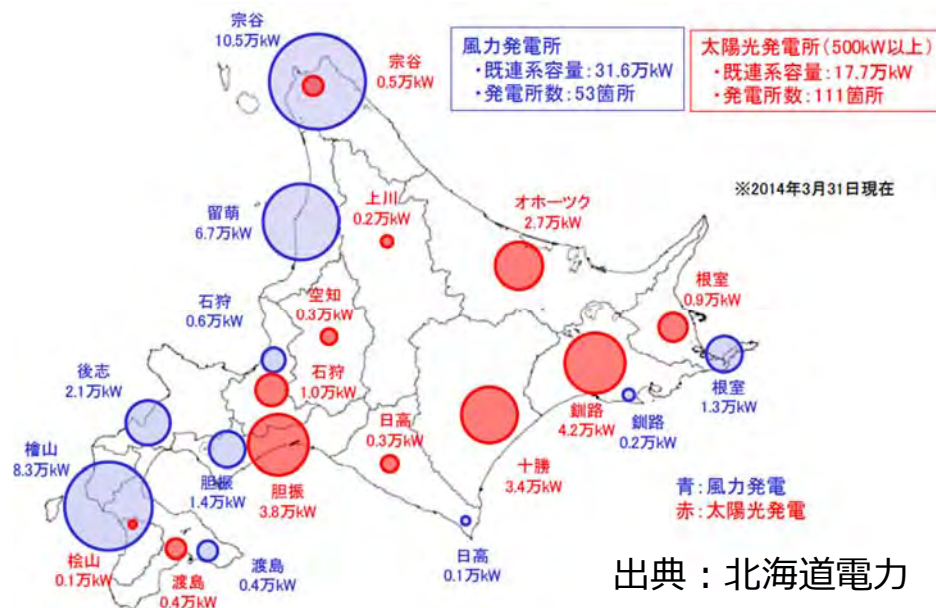 宗谷
10.5万kW
宗谷
0.5万kW
風力発電所
・既連系容量:31.6万kW
・発電所数:53箇所
太陽光発電所(500kW以上)
・既連系容量:17.7万kW
・発電所数:111箇所
※2014年3月31日現在
留萌
6.7万kW
上川
0.2万kW
オホーツク
2.7万kW
石狩
0.6万kW
空知
0.3万kW
根室
0.9万kW
後志
2.1万kW
石狩
1.0万kW
日高
0.3万kW
釧路
4.2万kW
釧路
0.2万kW
根室
1.3万kW
檜山
8.3万kW
胆振
1.4万kW
胆振
3.8万kW
十勝
3.4万kW
青:風力発電
赤:太陽光発電
桧山
0.1万kW
渡島
0.4万kW
渡島
0.4万kW
日高
0.1万kW
出典:北海道電力